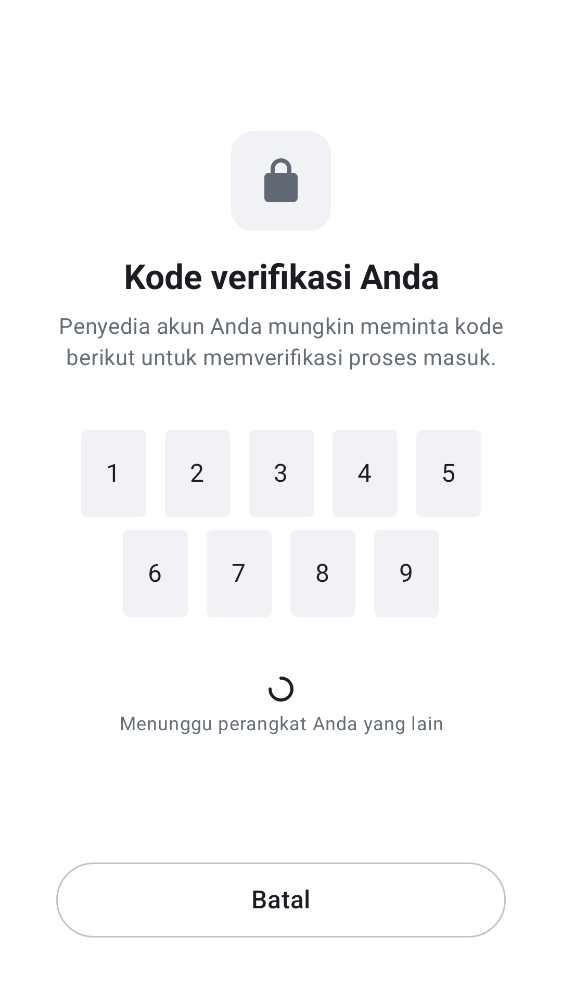 Kode verifikasi Anda
Penyedia akun Anda mungkin meminta kode
berikut untuk memverifikasi proses masuk.
1 2 3 4 5
6 7 8 9
Menunggu perangkat Anda yang lain
Batal